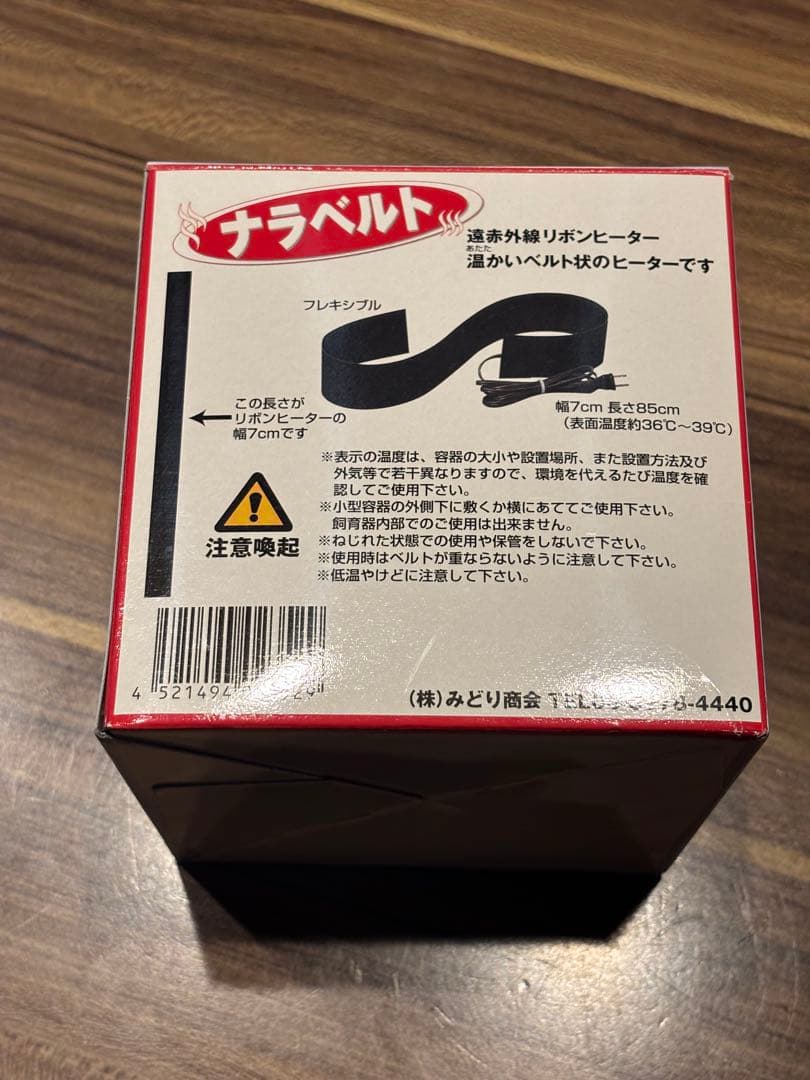 ナラベルト
遠赤外線リボンヒーター
あたた
温かいベルト状のヒーターです
フレキシブル
幅7cm 長さ85cm
(表面温度約36℃〜39℃)
この長さが
リボンヒーターの
幅7cmです
※表示の温度は、容器の大小や設置場所、また設置方法及び
外気等で若干異なりますので、環境を代えるたび温度を確
認してご使用下さい。
※小型容器の外側下に敷くか横にあててご使用下さい。
飼育器内部でのご使用は出来ません。
※ねじれた状態での使用や保管をしないで下さい。
※使用時はベルトが重ならないように注意して下さい。
※低温やけどに注意して下さい。
注意喚起
4 521494
(株)みどり商会 TEL
4440